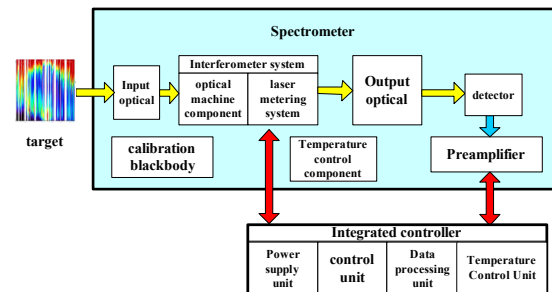 Spectrometer
Interferometer system
Input
optical
optical
machine
component
laser
metering
system
Output
optical
detector
target
calibration
blackbody
Temperature
control
component
Preamplifier
Integrated controller
Power
supply
unit
control
unit
Data
processing
unit
Temperature
Control Unit